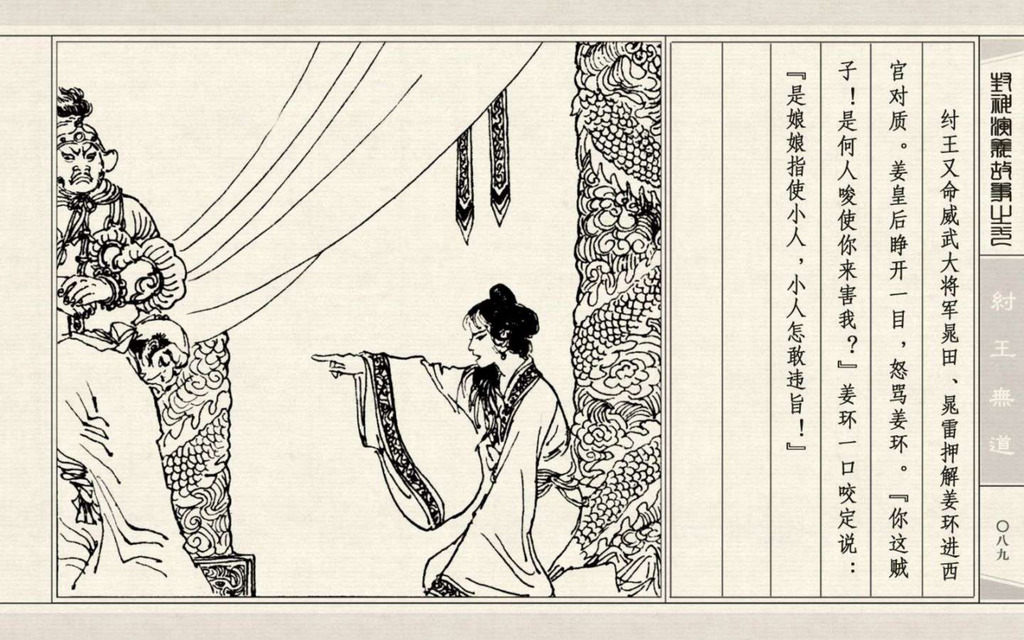 封神演义故事之一
紂王無道
〇八九
纣王又命威武大将军晁田、晁雷押解姜环进西
宫对质。姜皇后睁开一目，怒骂姜环。『你这贼
子！是何人唆使你来害我？』姜环一口咬定说：
『是娘娘指使小人，小人怎敢违旨！』